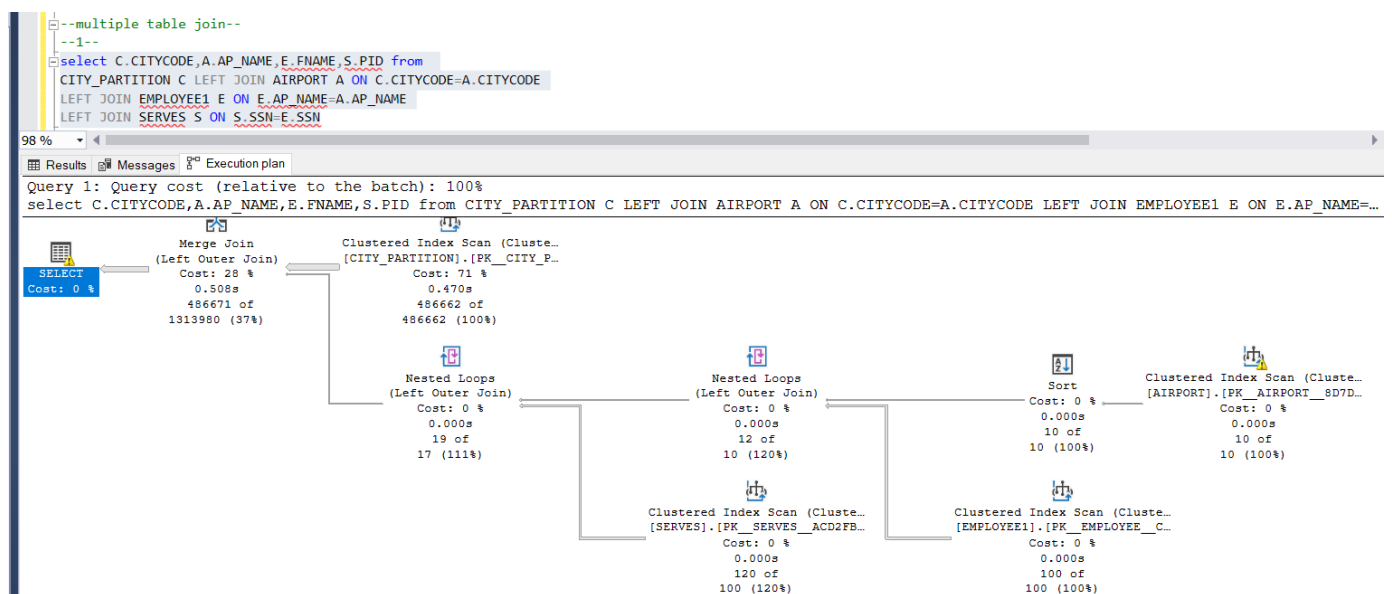 --multiple table join--
--1--
select C.CITYCODE,A.AP_NAME,E.FNAME,S.PID from
CITY_PARTITION C LEFT JOIN AIRPORT A ON C.CITYCODE=A.CITYCODE
LEFT JOIN EMPLOYEE1 E ON E.AP_NAME=A.AP_NAME
LEFT JOIN SERVES S ON S.SSN=E.SSN
98 %
Results Messages Execution plan
Query 1: Query cost (relative to the batch): 100%
select C.CITYCODE,A.AP_NAME,E.FNAME,S.PID from CITY_PARTITION C LEFT JOIN AIRPORT A ON C.CITYCODE=A.CITYCODE LEFT JOIN EMPLOYEE1 E ON E.AP_NAME=…
SELECT
Cost: 0 %
Merge Join
(Left Outer Join)
Cost: 28 %
0.508s
486671 of
1313980 (37%)
Clustered Index Scan (Cluste…
[CITY_PARTITION].[PK__CITY_P…
Cost: 71 %
0.470s
486662 of
486662 (100%)
Nested Loops
(Left Outer Join)
Cost: 0 %
0.000s
19 of
17 (111%)
Nested Loops
(Left Outer Join)
Cost: 0 %
0.000s
12 of
10 (120%)
Sort
Cost: 0 %
0.000s
10 of
10 (100%)
Clustered Index Scan (Cluste…
[AIRPORT].[PK__AIRPORT__8D7D…
Cost: 0 %
0.000s
10 of
10 (100%)
Clustered Index Scan (Cluste…
[SERVES].[PK__SERVES__ACD2FB…
Cost: 0 %
0.000s
120 of
100 (120%)
Clustered Index Scan (Cluste…
[EMPLOYEE1].[PK__EMPLOYEE__C…
Cost: 0 %
0.000s
100 of
100 (100%)